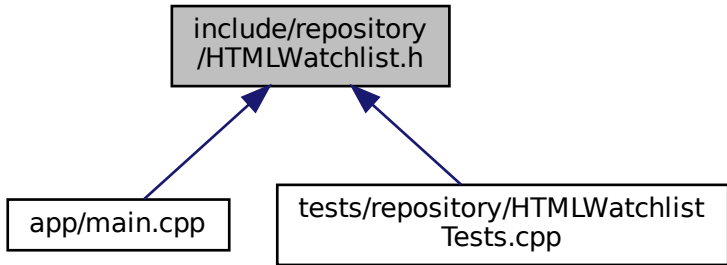 include/repository
/HTMLWatchlist.h
app/main.cpp
tests/repository/HTMLWatchlist
Tests.cpp